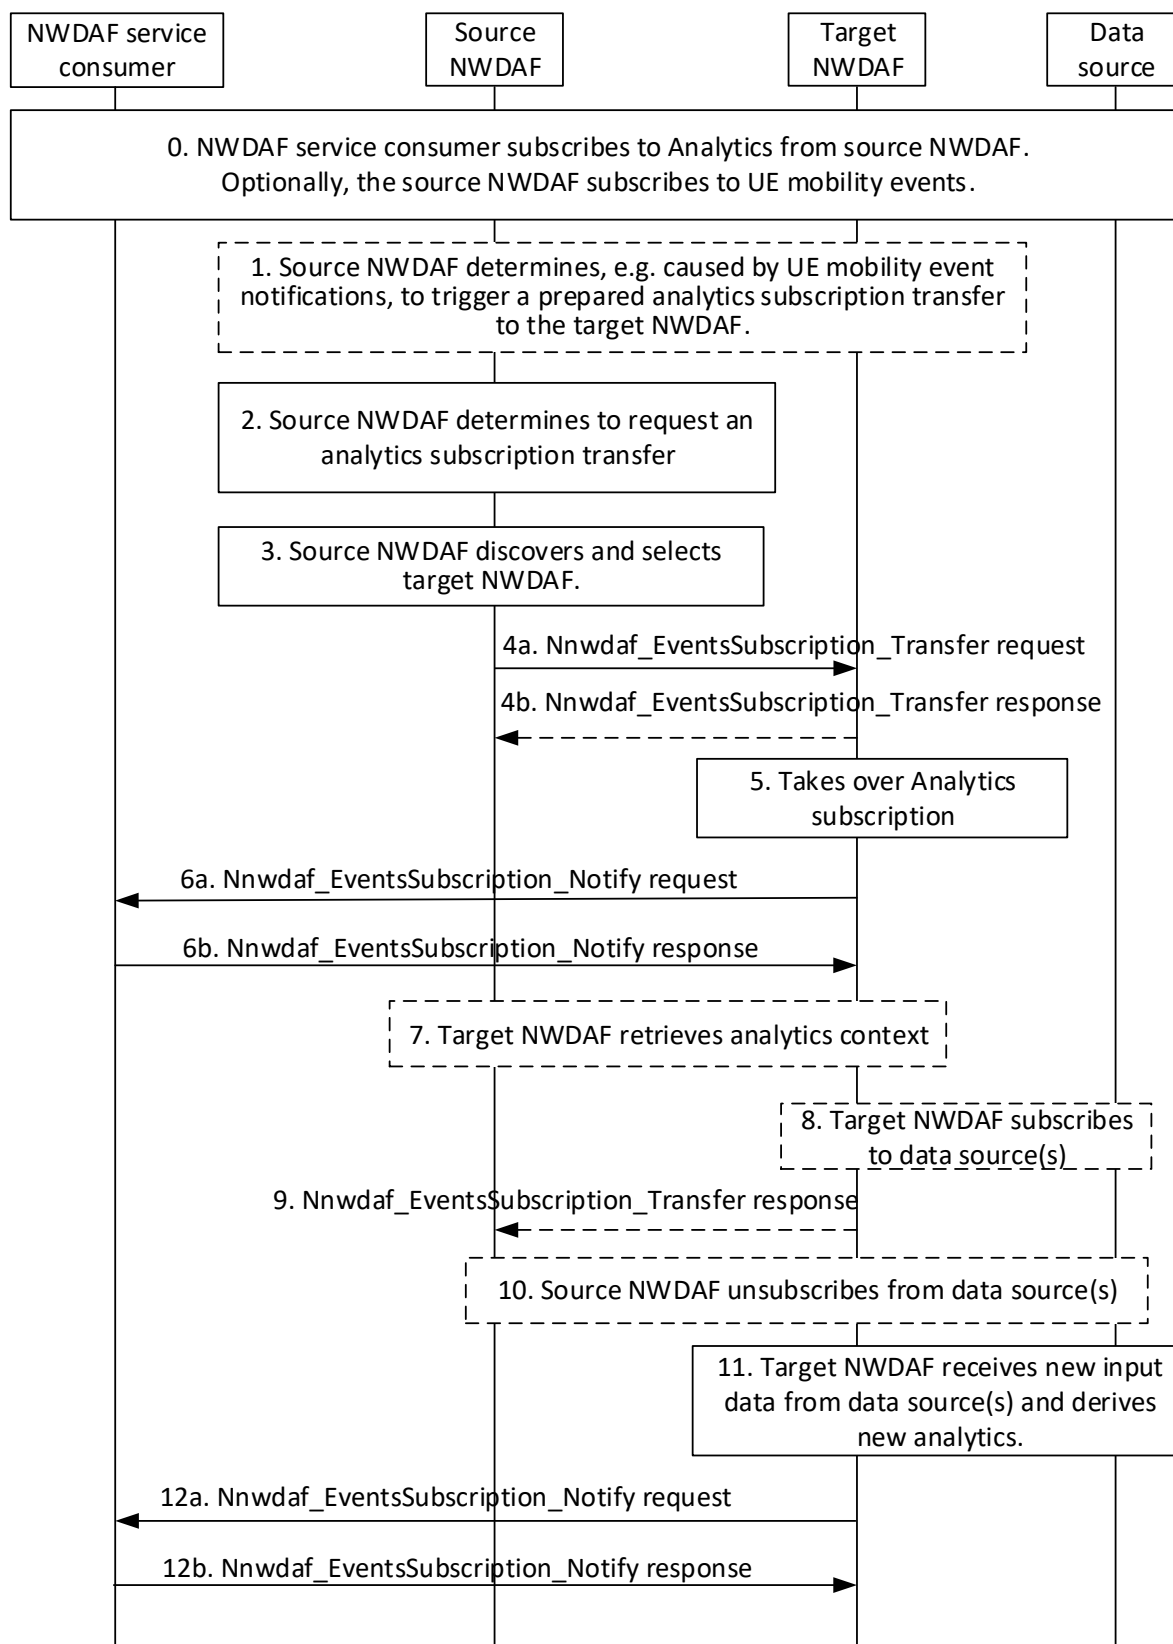 NWDAF service
consumer
Source
NWDAF
Target
NWDAF
Data
source
0. NWDAF service consumer subscribes to Analytics from source NWDAF.
Optionally, the source NWDAF subscribes to UE mobility events.
1. Source NWDAF determines, e.g. caused by UE mobility event
notifications, to trigger a prepared analytics subscription transfer
to the target NWDAF.
2. Source NWDAF determines to request an
analytics subscription transfer
3. Source NWDAF discovers and selects
target NWDAF.
4a. Nnwdaf_EventsSubscription_Transfer request
4b. Nnwdaf_EventsSubscription_Transfer response
5. Takes over Analytics
subscription
6a. Nnwdaf_EventsSubscription_Notify request
6b. Nnwdaf_EventsSubscription_Notify response
7. Target NWDAF retrieves analytics context
8. Target NWDAF subscribes
to data source(s)
9. Nnwdaf_EventsSubscription_Transfer response
10. Source NWDAF unsubscribes from data source(s)
11. Target NWDAF receives new input
data from data source(s) and derives
new analytics.
12a. Nnwdaf_EventsSubscription_Notify request
12b. Nnwdaf_EventsSubscription_Notify response